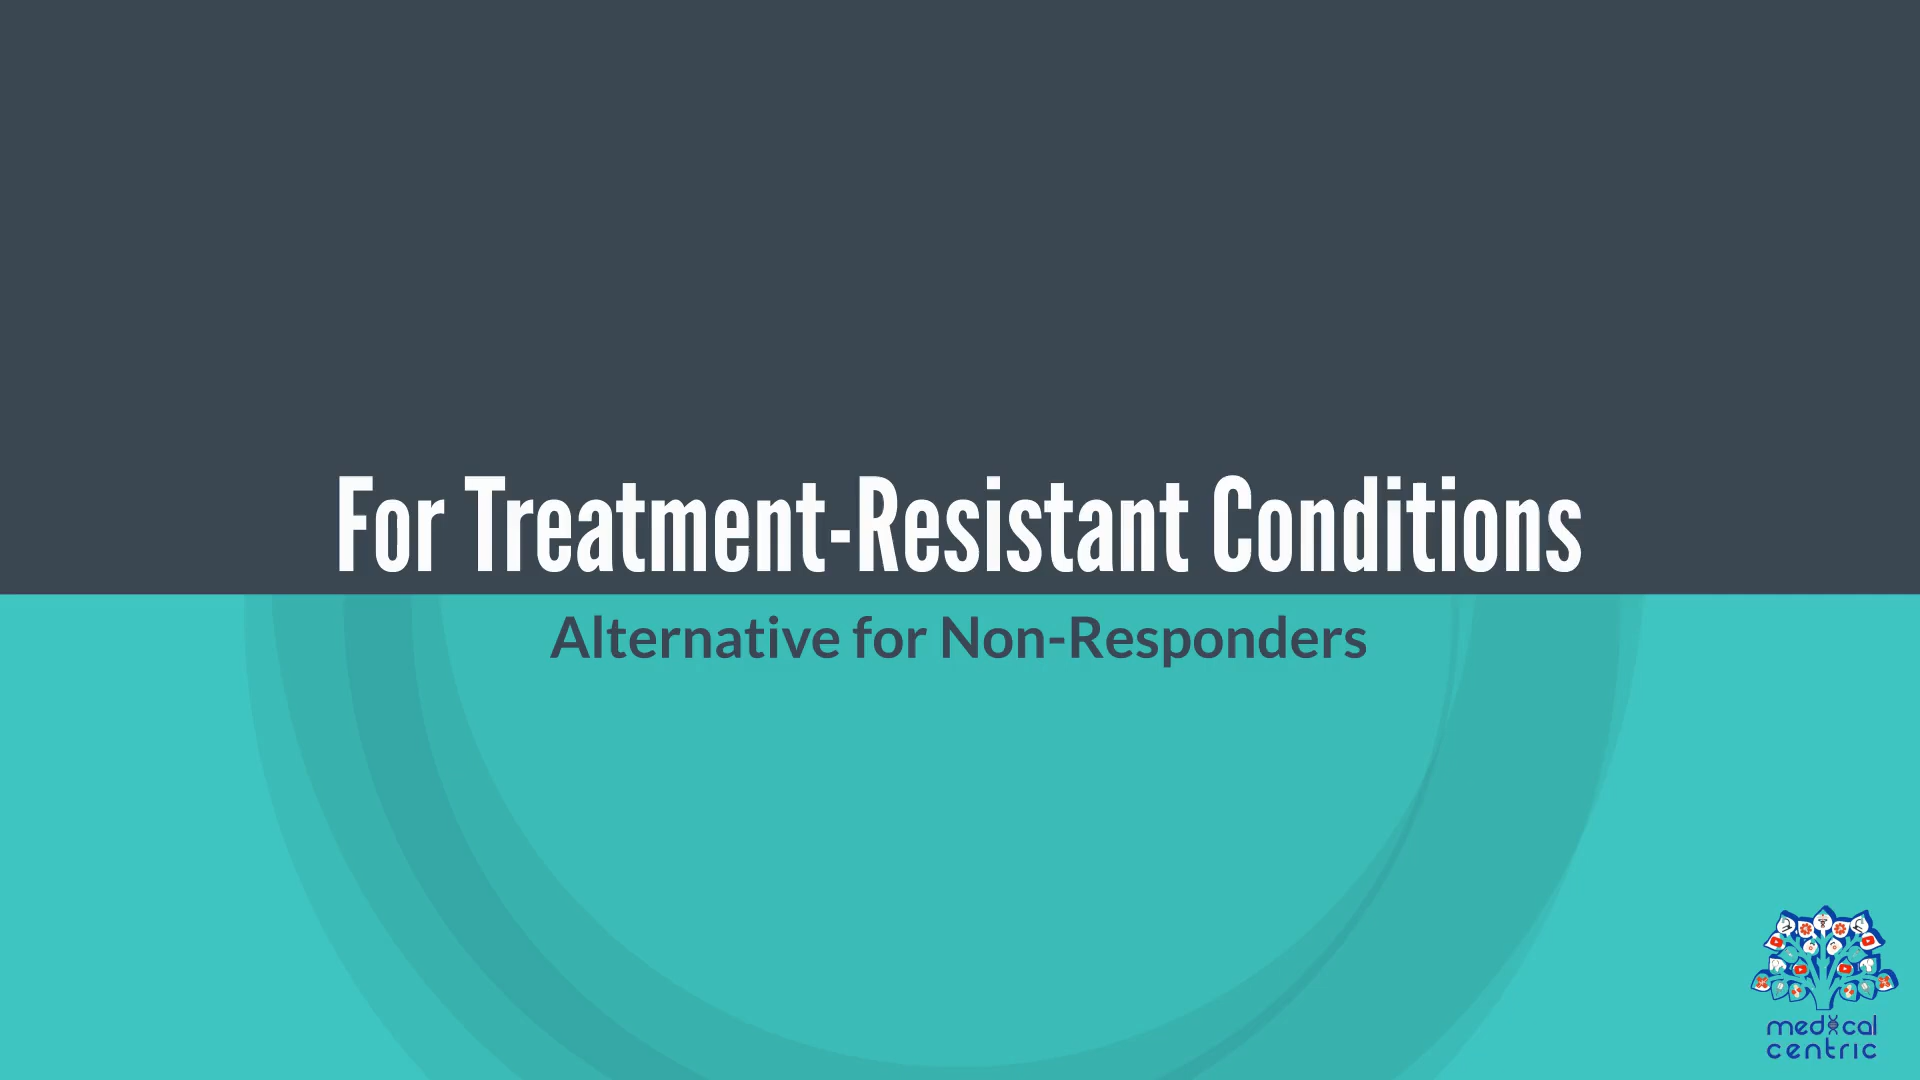 For Treatment-Resistant Conditions
Alternative for Non-Responders
medical
centric